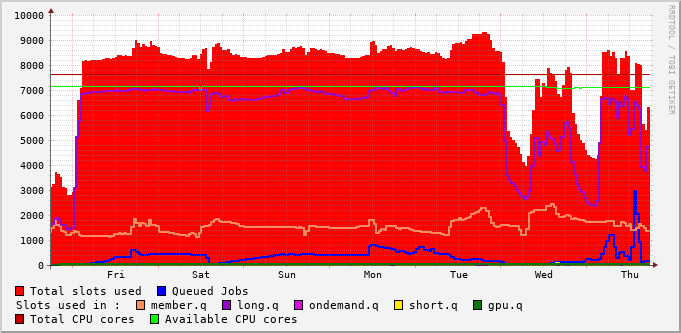 10000
9000
8000
7000
6000
5000
4000
3000
2000
1000
0
Fri Sat Sun Mon Tue Wed Thu
RRDTOOL / TOBI OETIKER
Total slots used Queued Jobs
Slots used in : member.q long.q ondemand.q short.q gpu.q
Total CPU cores Available CPU cores